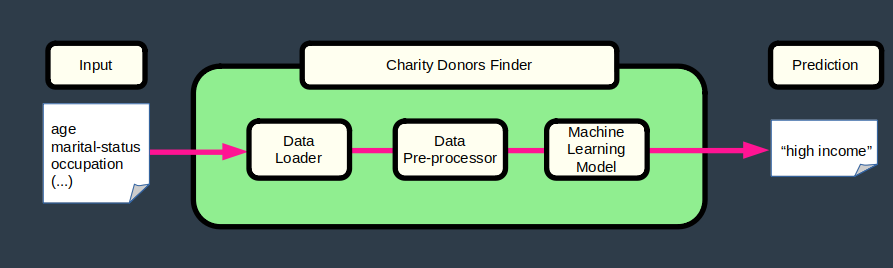 Input
Charity Donors Finder
Prediction
age
marital-status
occupation
(...)
Data
Loader
Data
Pre-processor
Machine
Learning
Model
“high income”